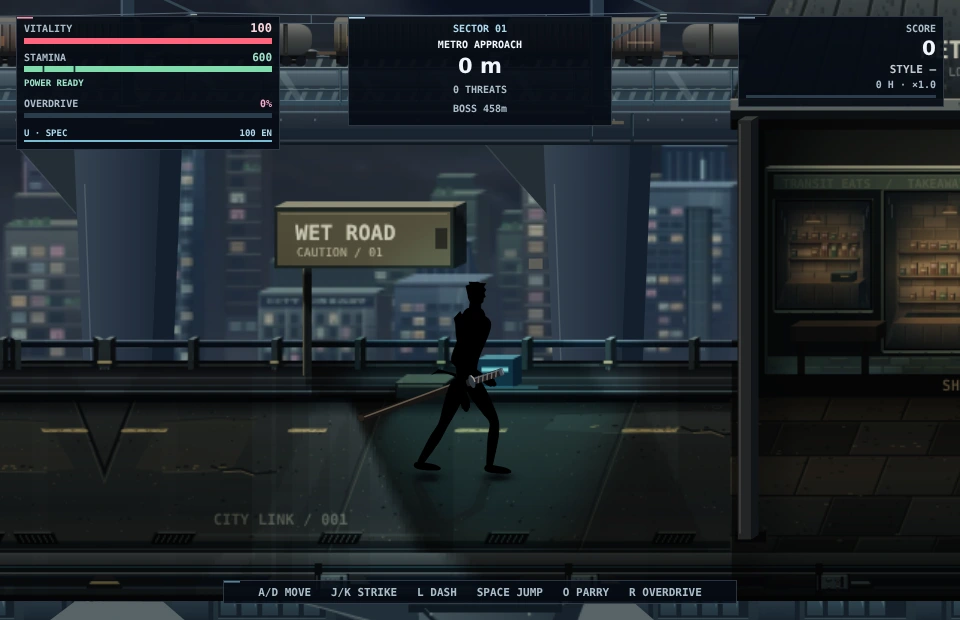 VITALITY 100
STAMINA 600
POWER READY
OVERDRIVE 0%
U · SPEC 100 EN
SECTOR 01
METRO APPROACH
0 m
0 THREATS
BOSS 458m
SCORE
0
STYLE —
0 H · ×1.0
TRANSIT EATS / TAKEAWA
WET ROAD
CAUTION / 01
SH
CITY LINK / 001
A/D MOVE J/K STRIKE L DASH SPACE JUMP O PARRY R OVERDRIVE